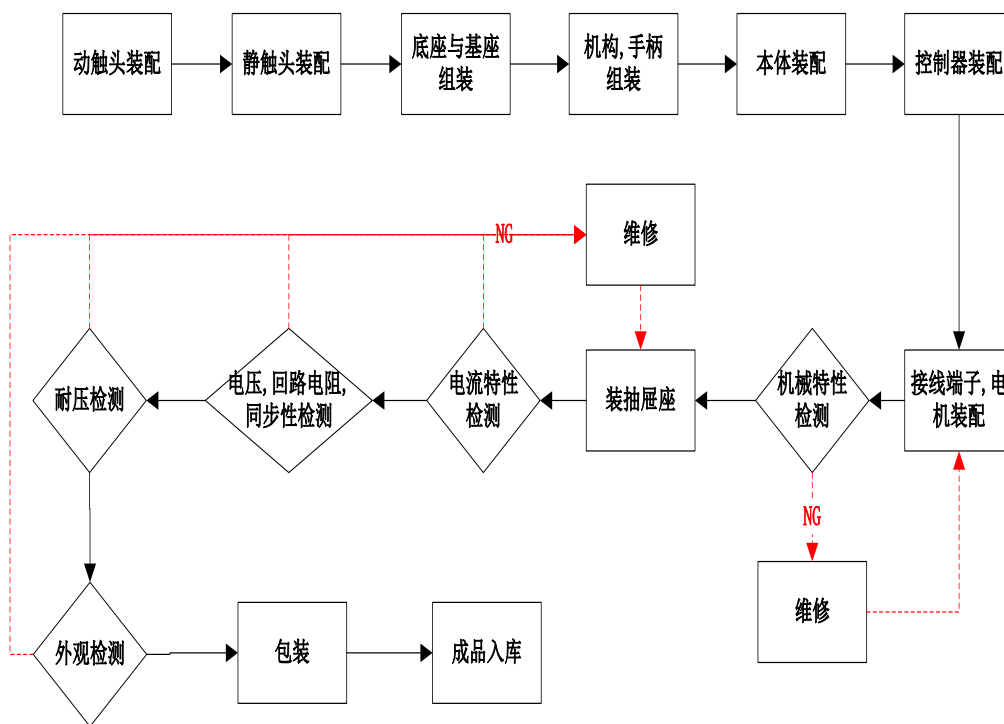 动触头装配
静触头装配
底座与基座
组装
机构,手柄
组装
本体装配
控制器装配
NG
维修
耐压检测
电压,回路电阻,
同步性检测
电流特性
检测
装抽屉座
机械特性
检测
接线端子,电
机装配
NG
维修
外观检测
包装
成品入库